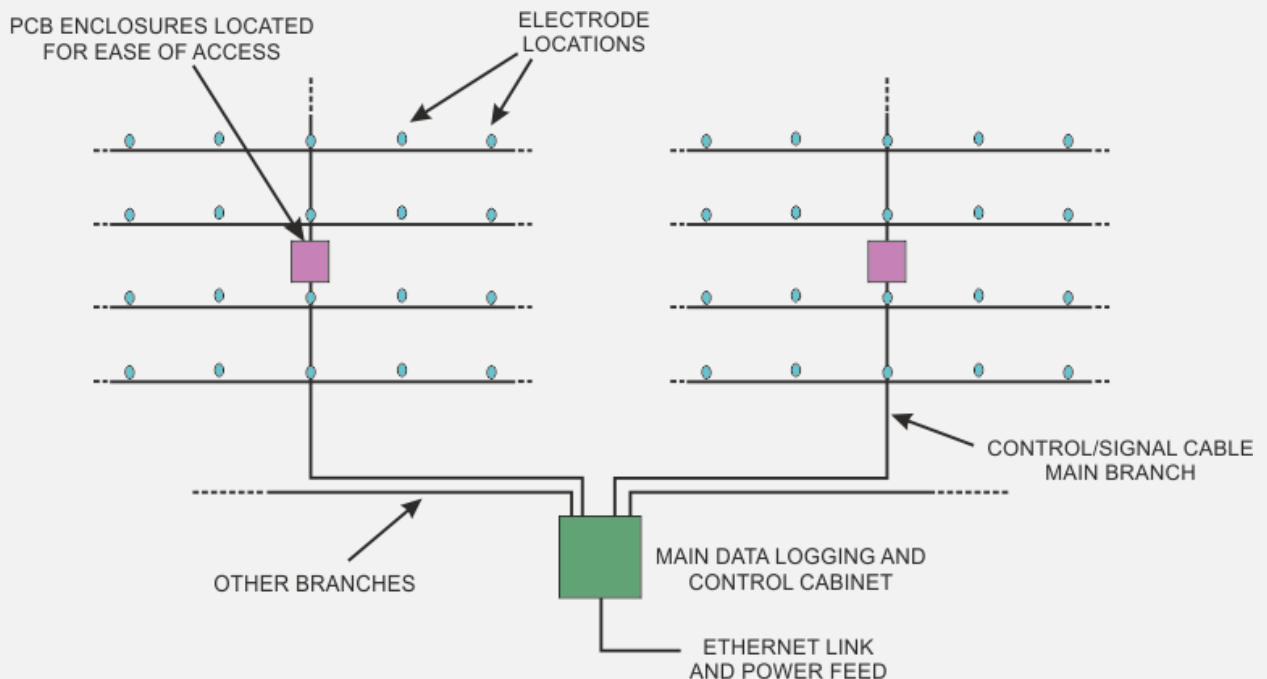 PCB ENCLOSURES LOCATED
FOR EASE OF ACCESS
ELECTRODE
LOCATIONS
CONTROL/SIGNAL CABLE
MAIN BRANCH
OTHER BRANCHES
MAIN DATA LOGGING AND
CONTROL CABINET
ETHERNET LINK
AND POWER FEED